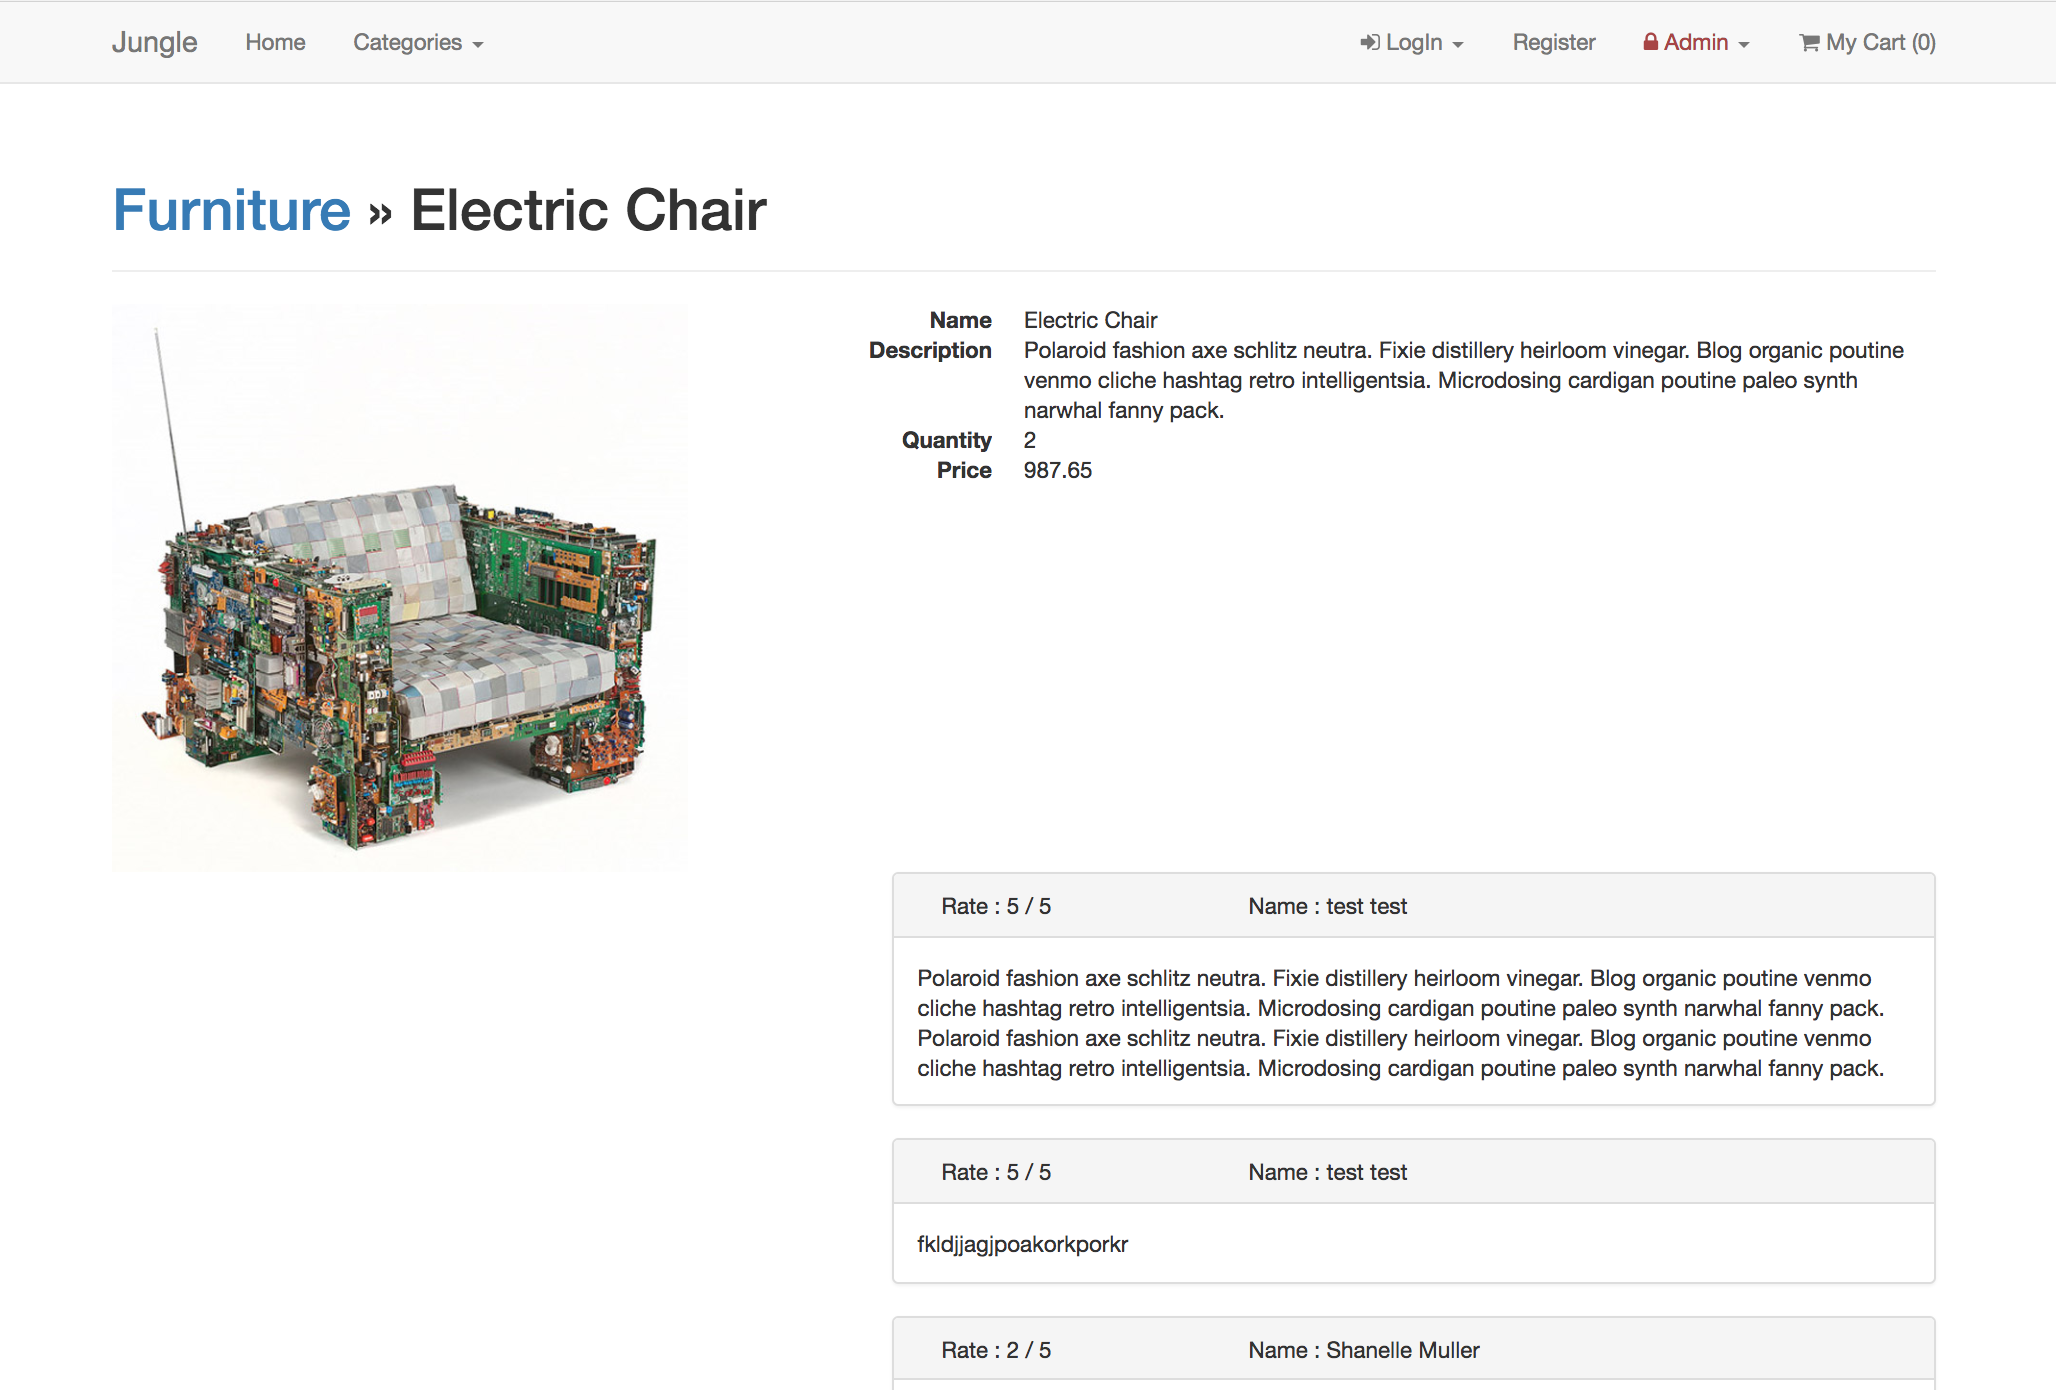 Jungle Home Categories LogIn Register Admin My Cart (0)
Furniture » Electric Chair
Name Electric Chair
Description Polaroid fashion axe schlitz neutra. Fixie distillery heirloom vinegar. Blog organic poutine
venmo cliche hashtag retro intelligentsia. Microdosing cardigan poutine paleo synth
narwhal fanny pack.
Quantity 2
Price 987.65
Rate : 5 / 5 Name : test test
Polaroid fashion axe schlitz neutra. Fixie distillery heirloom vinegar. Blog organic poutine venmo
cliche hashtag retro intelligentsia. Microdosing cardigan poutine paleo synth narwhal fanny pack.
Polaroid fashion axe schlitz neutra. Fixie distillery heirloom vinegar. Blog organic poutine venmo
cliche hashtag retro intelligentsia. Microdosing cardigan poutine paleo synth narwhal fanny pack.
Rate : 5 / 5 Name : test test
fkldjjagjpoakorkporkr
Rate : 2 / 5 Name : Shanelle Muller